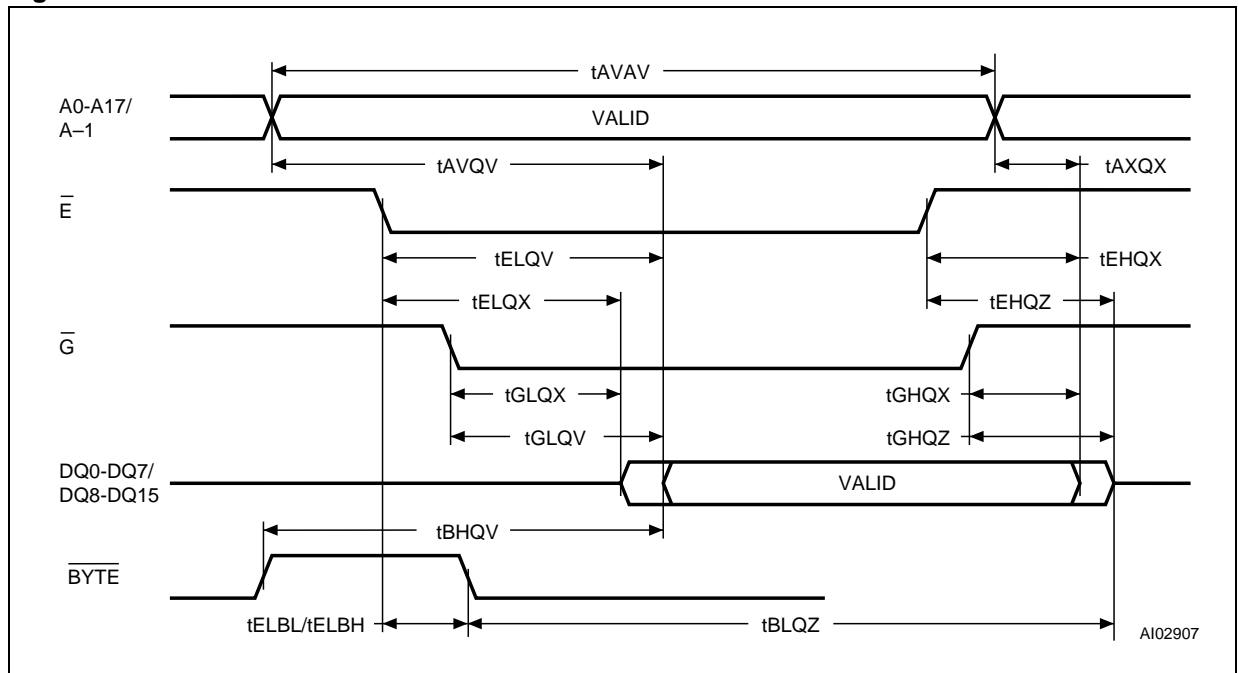 tAVAV
A0-A17/
A–1
VALID
tAVQV
tAXQX
E̅
tELQV
tEHQX
tELQX
tEHQZ
G̅
tGLQX
tGHQX
tGLQV
tGHQZ
DQ0-DQ7/
DQ8-DQ15
VALID
tBHQV
B̅Y̅T̅E̅
tELBL/tELBH
tBLQZ
AI02907